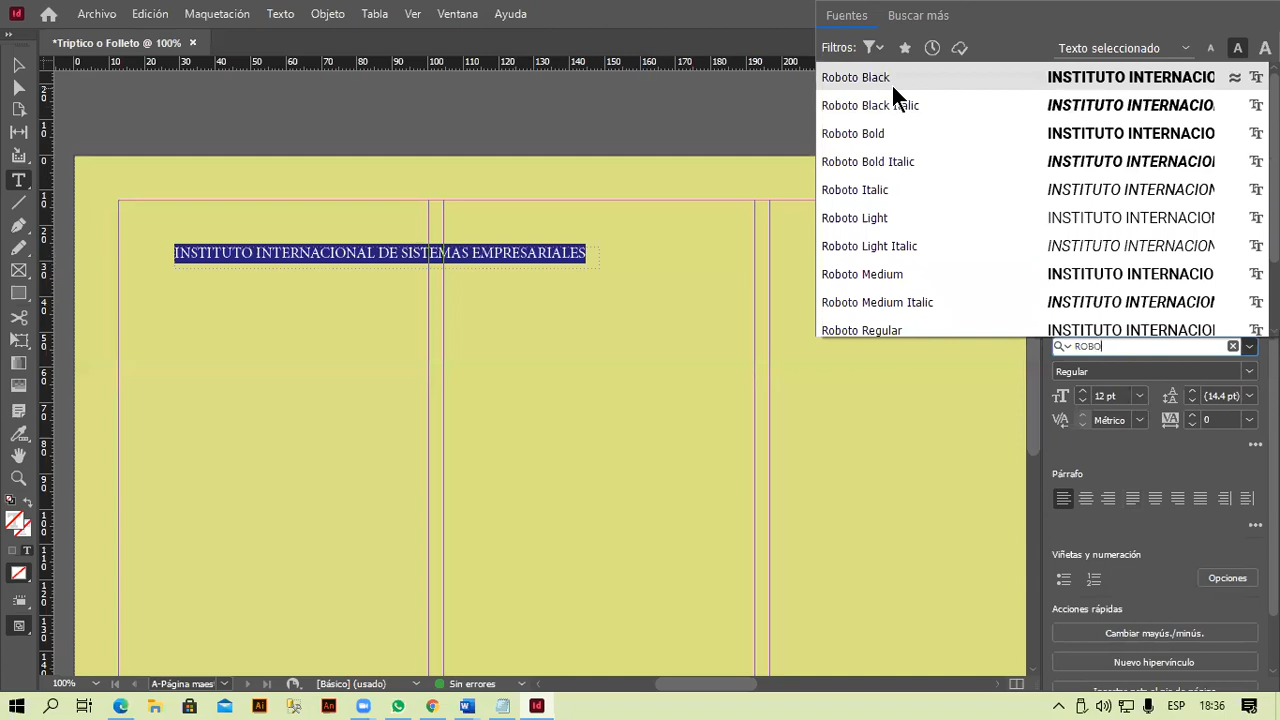 Archivo Edición Maquetación Texto Objeto Tabla Ver Ventana Ayuda
*Triptico o Folleto @ 100%
Fuentes Buscar más
Filtros: Texto seleccionado
Roboto Black INSTITUTO INTERNACIO
Roboto Black Italic INSTITUTO INTERNACIO
Roboto Bold INSTITUTO INTERNACIO
Roboto Bold Italic INSTITUTO INTERNACIO
Roboto Italic INSTITUTO INTERNACION
Roboto Light INSTITUTO INTERNACION
Roboto Light Italic INSTITUTO INTERNACION
Roboto Medium INSTITUTO INTERNACIO
Roboto Medium Italic INSTITUTO INTERNACION
Roboto Regular INSTITUTO INTERNACIO
INSTITUTO INTERNACIONAL DE SISTEMAS EMPRESARIALES
ROBO
Regular
12 pt (14.4 pt)
Métrico 0
Párrafo
Viñetas y numeración
Opciones
Acciones rápidas
Cambiar mayús./minús.
Nuevo hipervínculo
100% A-Página maes [Básico] (usado) Sin errores
ESP 18:36